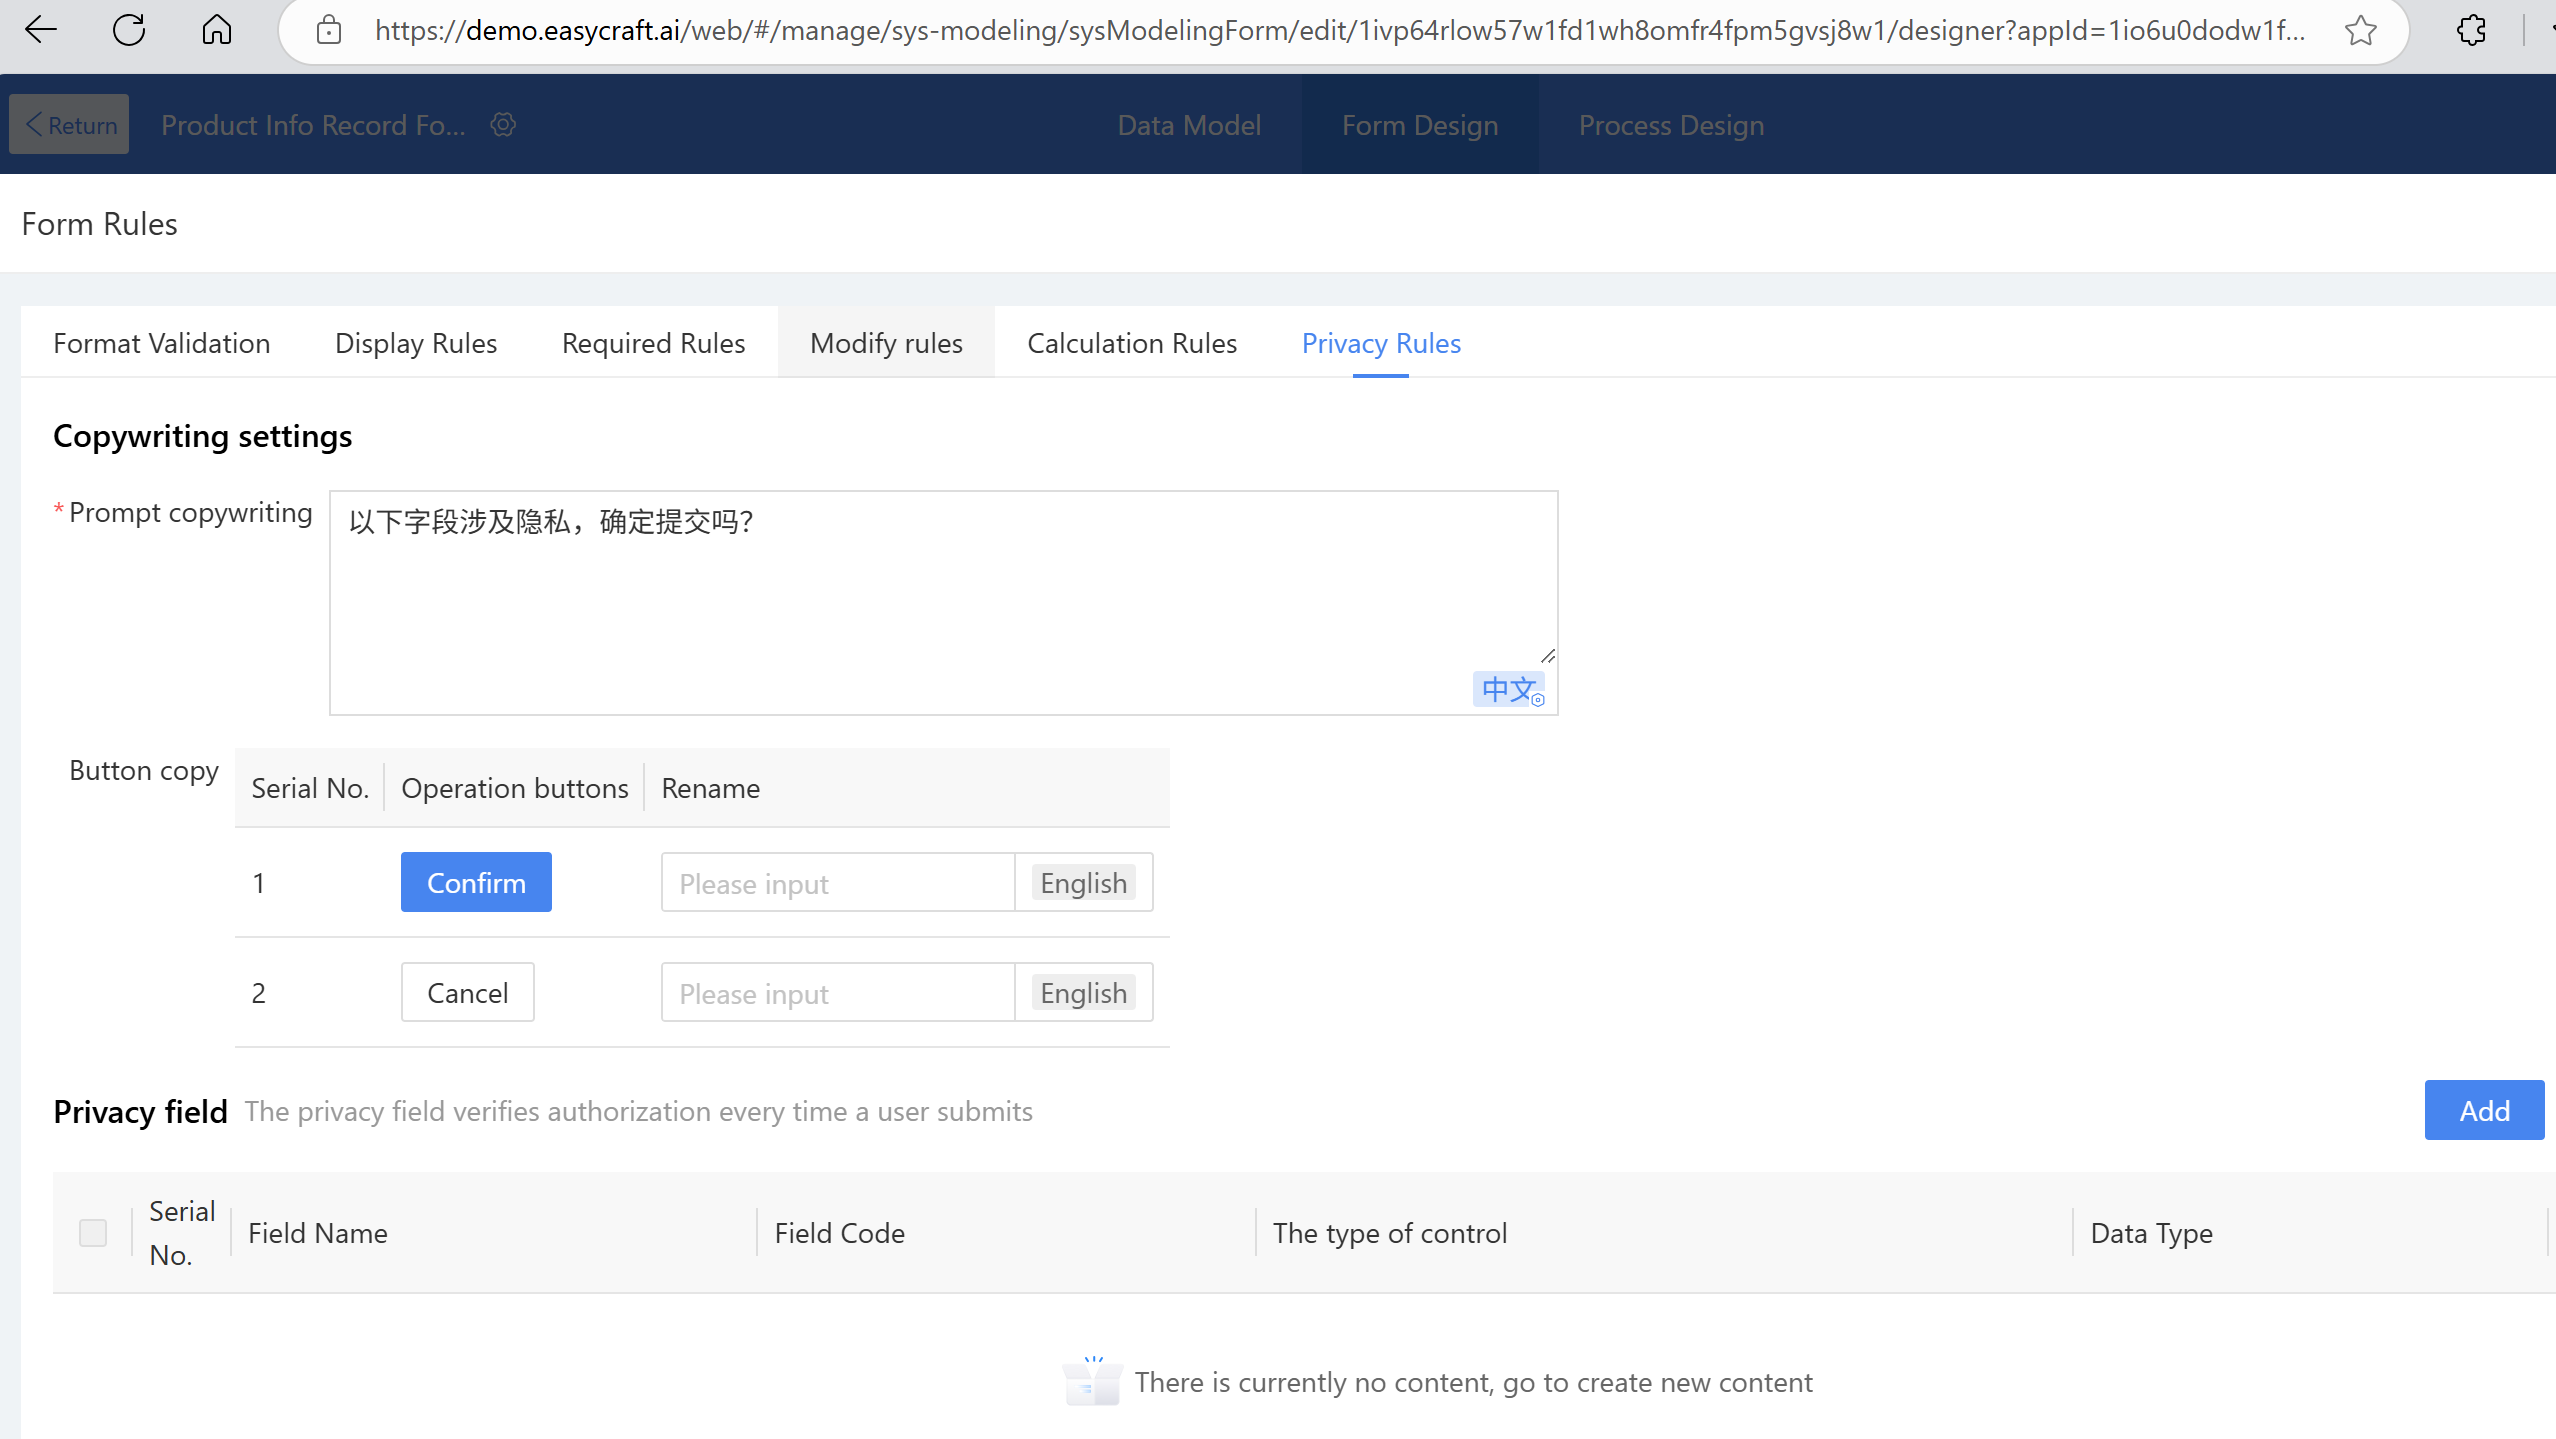 https://demo.easycraft.ai/web/#/manage/sys-modeling/sysModelingForm/edit/1ivp64rlow57w1fd1wh8omfr4fpm5gvsj8w1/designer?appId=1io6u0dodw1f...
Return Product Info Record Fo... Data Model Form Design Process Design
Form Rules
Format Validation Display Rules Required Rules Modify rules Calculation Rules Privacy Rules
Copywriting settings
* Prompt copywriting 以下字段涉及隐私，确定提交吗？
中文
Button copy Serial No. Operation buttons Rename
1 Confirm Please input English
2 Cancel Please input English
Privacy field The privacy field verifies authorization every time a user submits Add
Serial No. Field Name Field Code The type of control Data Type
There is currently no content, go to create new content